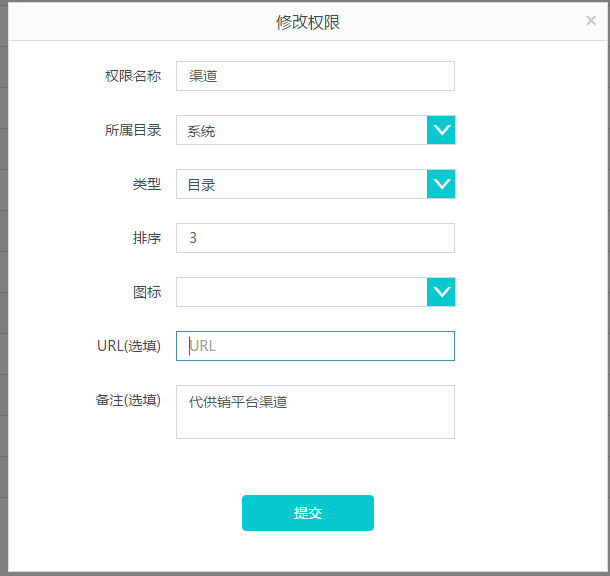 修改权限 ×
权限名称 渠道
所属目录 系统
类型 目录
排序 3
图标
URL(选填) URL
备注(选填) 代供销平台渠道
提交